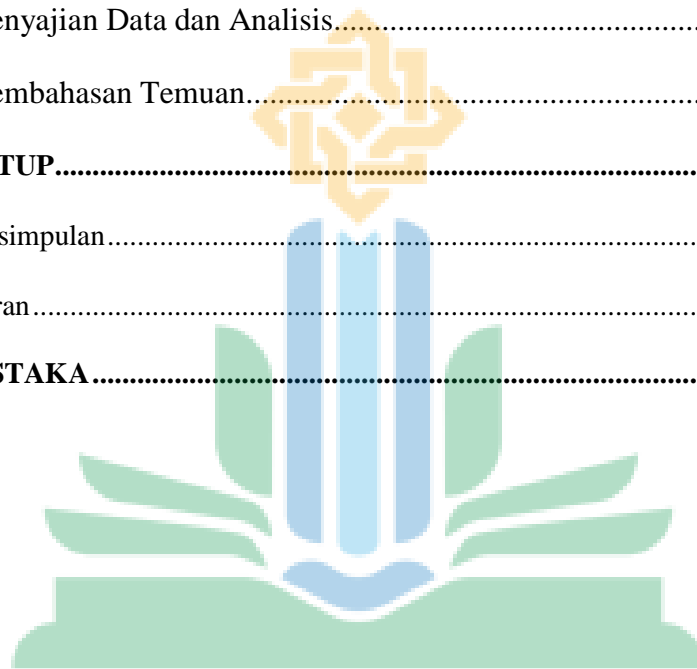 enyajian Data dan Analisis..............................................
embahasan Temuan.........................................................
TUP................................................................................
simpulan........................................................................
ran..................................................................................
STAKA...........................................................................